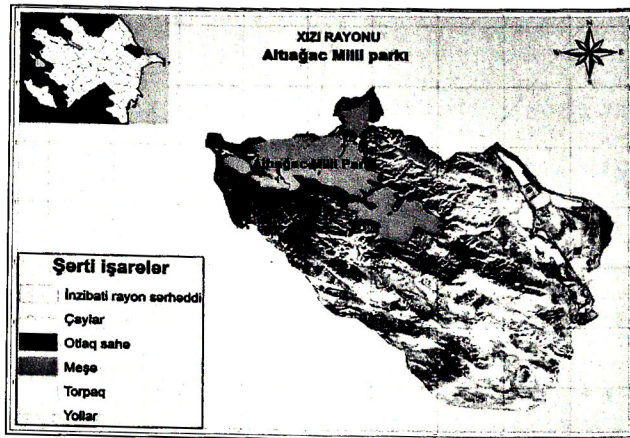 XIZI RAYONU
Altıağac Milli parkı
N
E
S
Altıağac Milli Park
Şərti işarələr
İnzibati rayon sərhəddi
Çaylar
Otlaq sahə
Meşə
Torpaq
Yollar